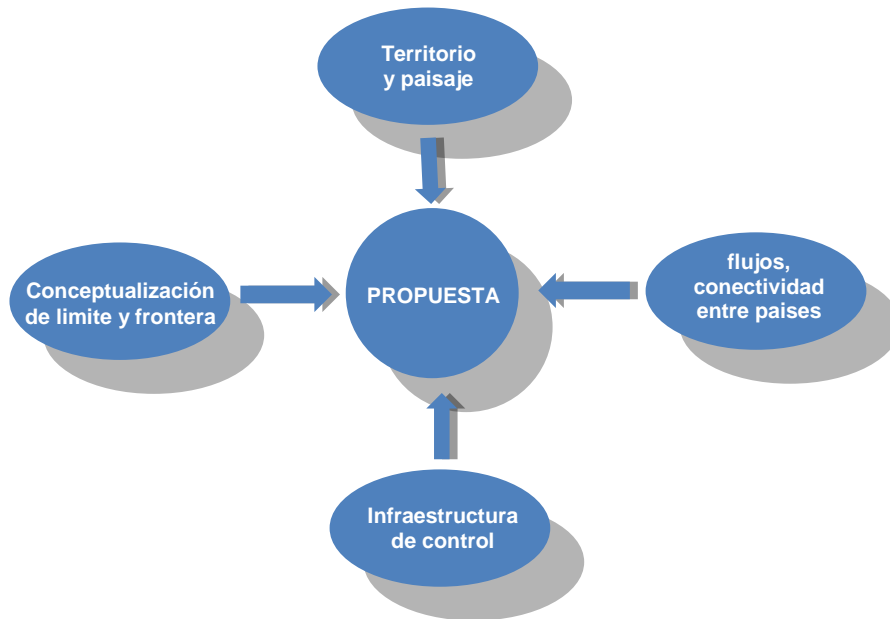 Territorio
y paisaje
Conceptualización
de limite y frontera
PROPUESTA
flujos,
conectividad
entre paises
Infraestructura
de control